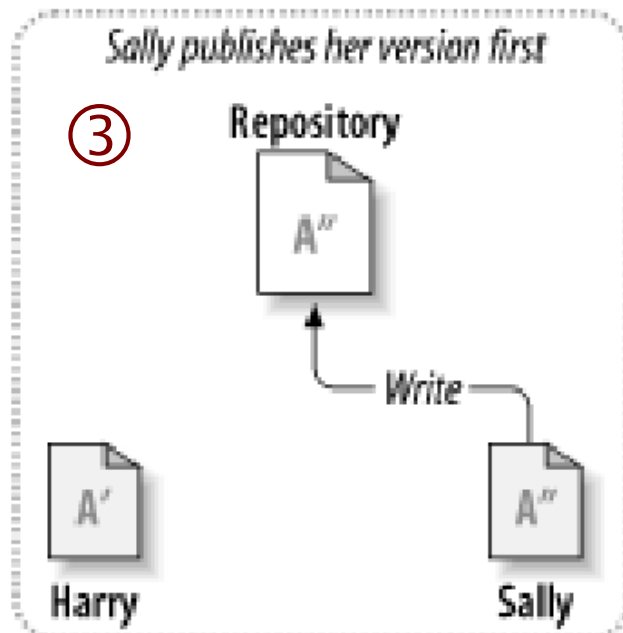 Sally publishes her version first
③
Repository
A″
Write
A′
A″
Harry
Sally